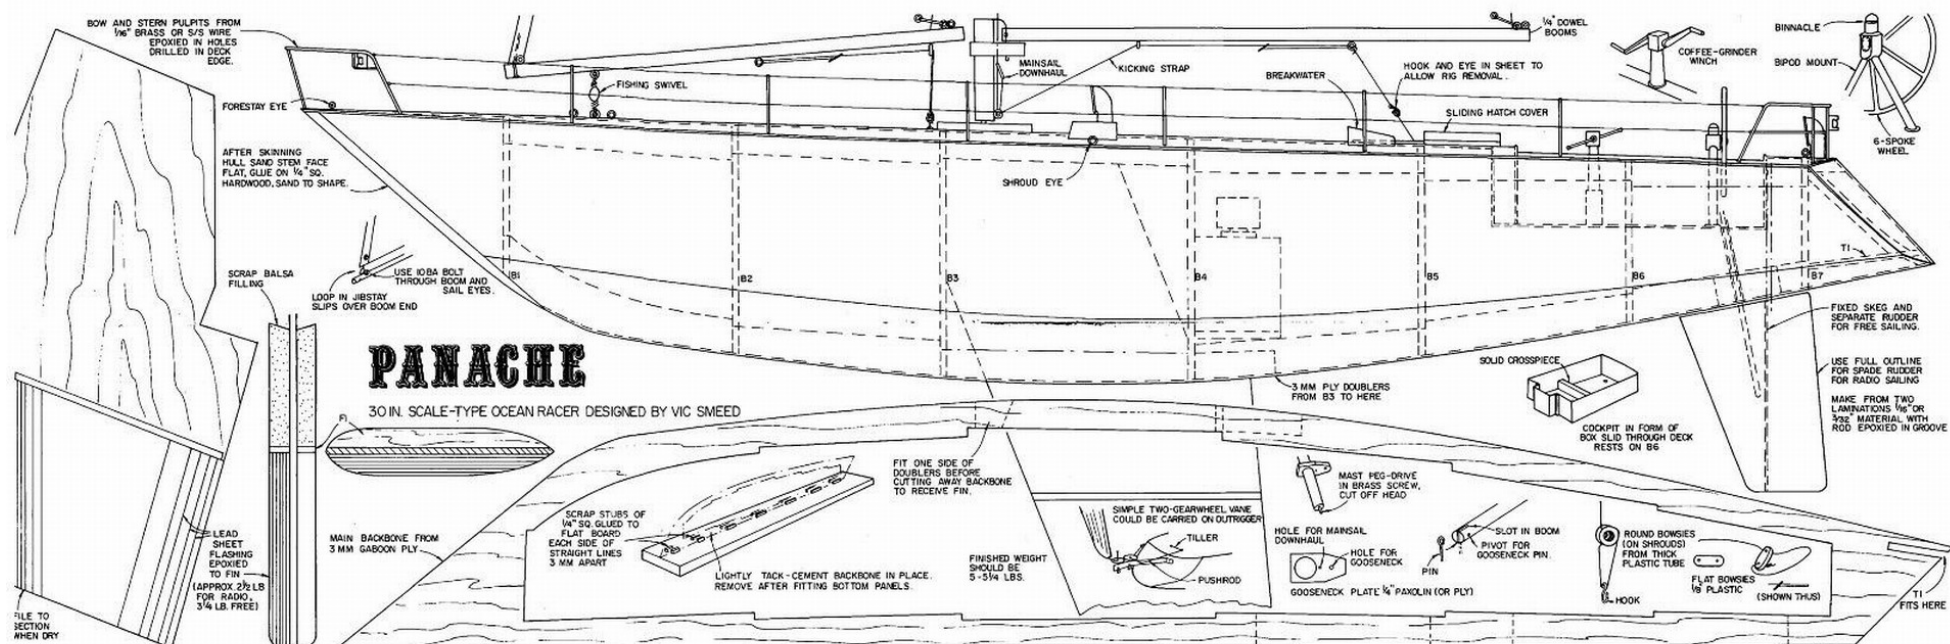 BOW AND STERN PULPITS FROM
1/16" BRASS OR S/S WIRE
EPOXIED IN HOLES
DRILLED IN DECK
EDGE.
FORESTAY EYE
AFTER SKINNING
HULL SAND STEM FACE
FLAT, GLUE ON 1/4" SQ.
HARDWOOD, SAND TO SHAPE.
FISHING SWIVEL
MAINSAIL
DOWNHAUL
KICKING STRAP
1/4" DOWEL
BOOMS
HOOK AND EYE IN SHEET TO
ALLOW RIG REMOVAL.
BREAKWATER
SLIDING HATCH COVER
SHROUD EYE
COFFEE-GRINDER
WINCH
BINNACLE
BIPOD MOUNT
6-SPOKE
WHEEL
SCRAP BALSA
FILLING
LOOP IN JIBSTAY
SLIPS OVER BOOM END
USE 10BA BOLT
THROUGH BOOM AND
SAIL EYES.
B1
B2
B3
B4
B5
B6
B7
T1
PANACHE
30 IN. SCALE-TYPE OCEAN RACER DESIGNED BY VIC SMEED
F1
3 MM PLY DOUBLERS
FROM B3 TO HERE
SOLID CROSSPIECE
COCKPIT IN FORM OF
BOX SLID THROUGH DECK
RESTS ON B6
FIXED SKEG AND
SEPARATE RUDDER
FOR FREE SAILING.
USE FULL OUTLINE
FOR SPADE RUDDER
FOR RADIO SAILING
MAKE FROM TWO
LAMINATIONS 1/16" OR
3/32" MATERIAL WITH
ROD EPOXIED IN GROOVE
FIT ONE SIDE OF
DOUBLERS BEFORE
CUTTING AWAY BACKBONE
TO RECEIVE FIN.
SCRAP STUBS OF
1/4" SQ. GLUED TO
FLAT BOARD
EACH SIDE OF
STRAIGHT LINES
3 MM APART
LIGHTLY TACK-CEMENT BACKBONE IN PLACE.
REMOVE AFTER FITTING BOTTOM PANELS.
MAIN BACKBONE FROM
3 MM GABOON PLY.
LEAD
SHEET
FLASHING
EPOXIED
TO FIN
(APPROX. 2 1/2 LB
FOR RADIO,
3 1/4 LB. FREE)
FILE TO
SECTION
WHEN DRY
FINISHED WEIGHT
SHOULD BE
5 - 5 1/4 LBS.
SIMPLE TWO-GEARWHEEL VANE
COULD BE CARRIED ON OUTRIGGER
TILLER
PUSHROD
MAST PEG-DRIVE
IN BRASS SCREW,
CUT OFF HEAD
HOLE FOR MAINSAIL
DOWNHAUL
HOLE FOR
GOOSENECK
GOOSENECK PLATE 1/4" PAXOLIN (OR PLY)
SLOT IN BOOM
PIVOT FOR
GOOSENECK PIN.
PIN
ROUND BOWSIES
(ON SHROUDS)
FROM THICK
PLASTIC TUBE
HOOK
FLAT BOWSIES
1/8" PLASTIC
(SHOWN THUS)
T1
FITS HERE